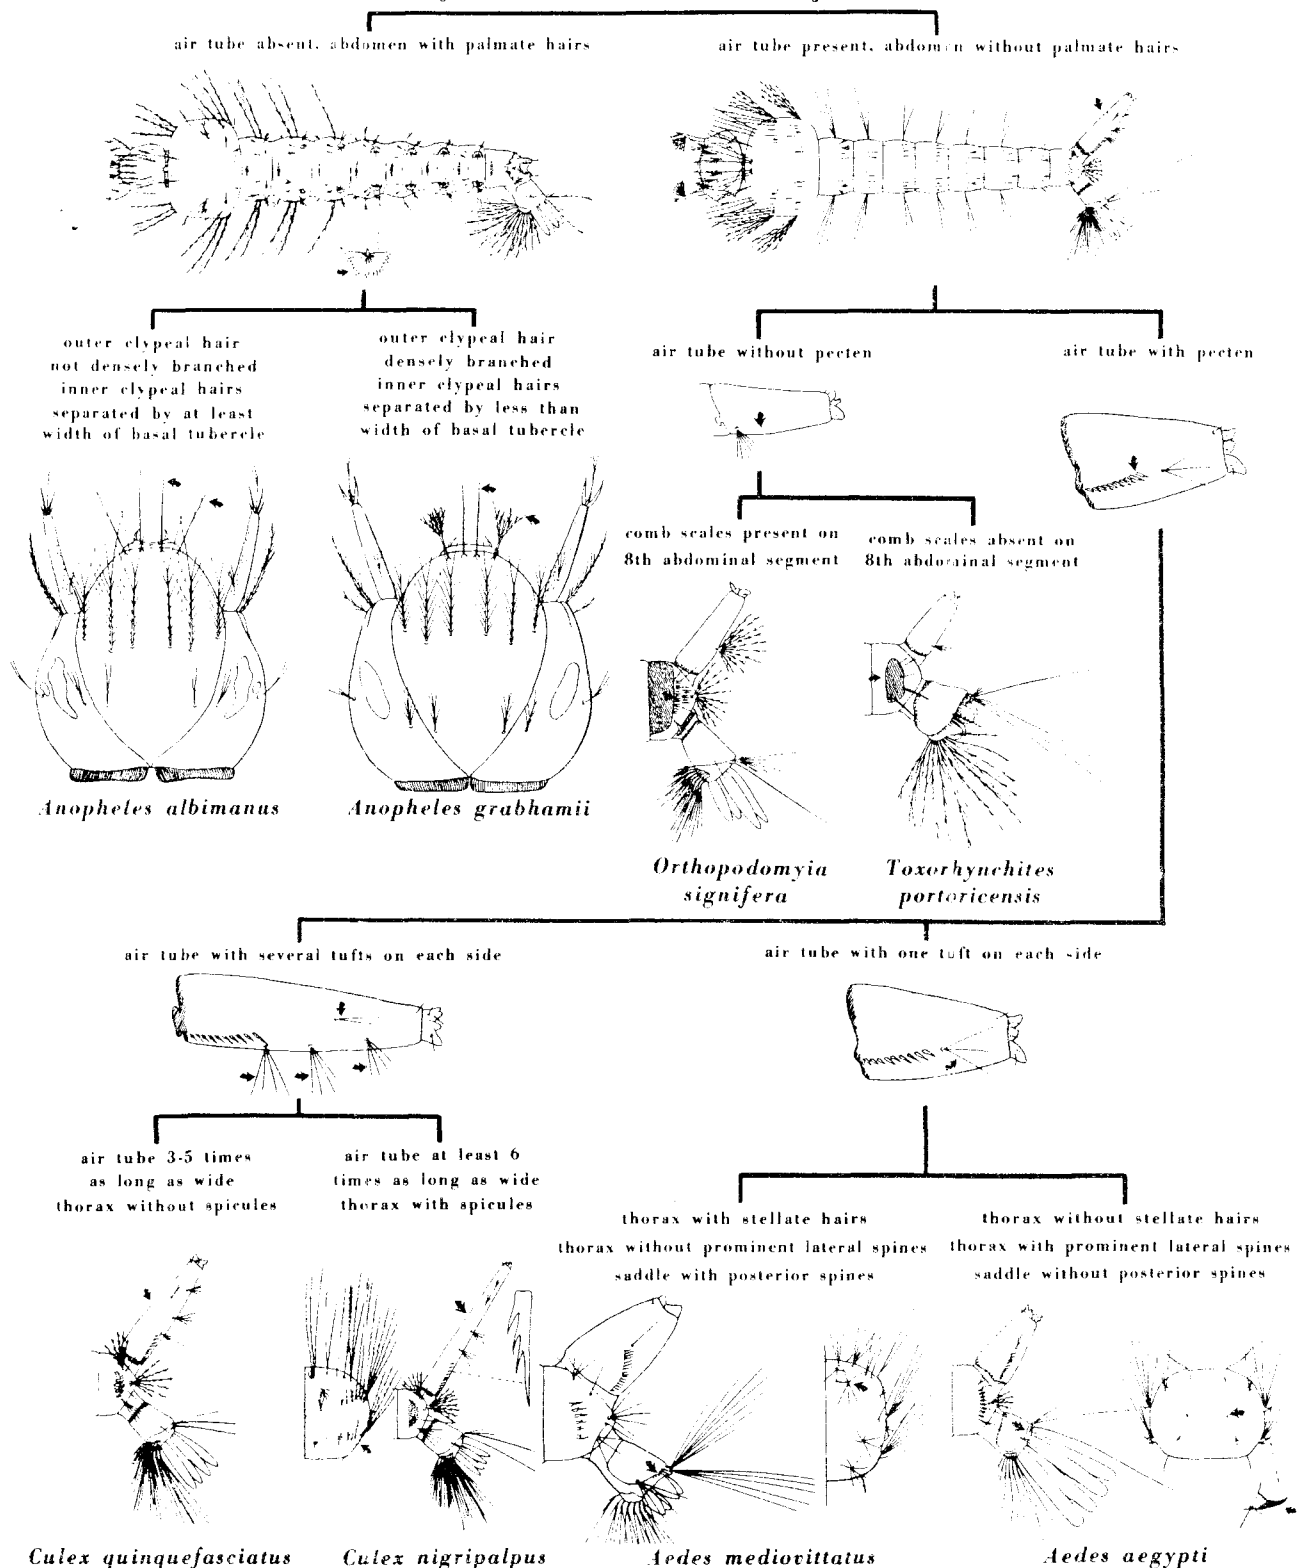 air tube absent, abdomen with palmate hairs
air tube present, abdomen without palmate hairs
outer clypeal hair
not densely branched
inner clypeal hairs
separated by at least
width of basal tubercle
outer clypeal hair
densely branched
inner clypeal hairs
separated by less than
width of basal tubercle
air tube without pecten
air tube with pecten
comb scales present on
8th abdominal segment
comb scales absent on
8th abdominal segment
Anopheles albimanus
Anopheles grabhamii
Orthopodomyia
signifera
Toxorhynchites
portoricensis
air tube with several tufts on each side
air tube with one tuft on each side
air tube 3-5 times
as long as wide
thorax without spicules
air tube at least 6
times as long as wide
thorax with spicules
thorax with stellate hairs
thorax without prominent lateral spines
saddle with posterior spines
thorax without stellate hairs
thorax with prominent lateral spines
saddle without posterior spines
Culex quinquefasciatus
Culex nigripalpus
Aedes mediovittatus
Aedes aegypti